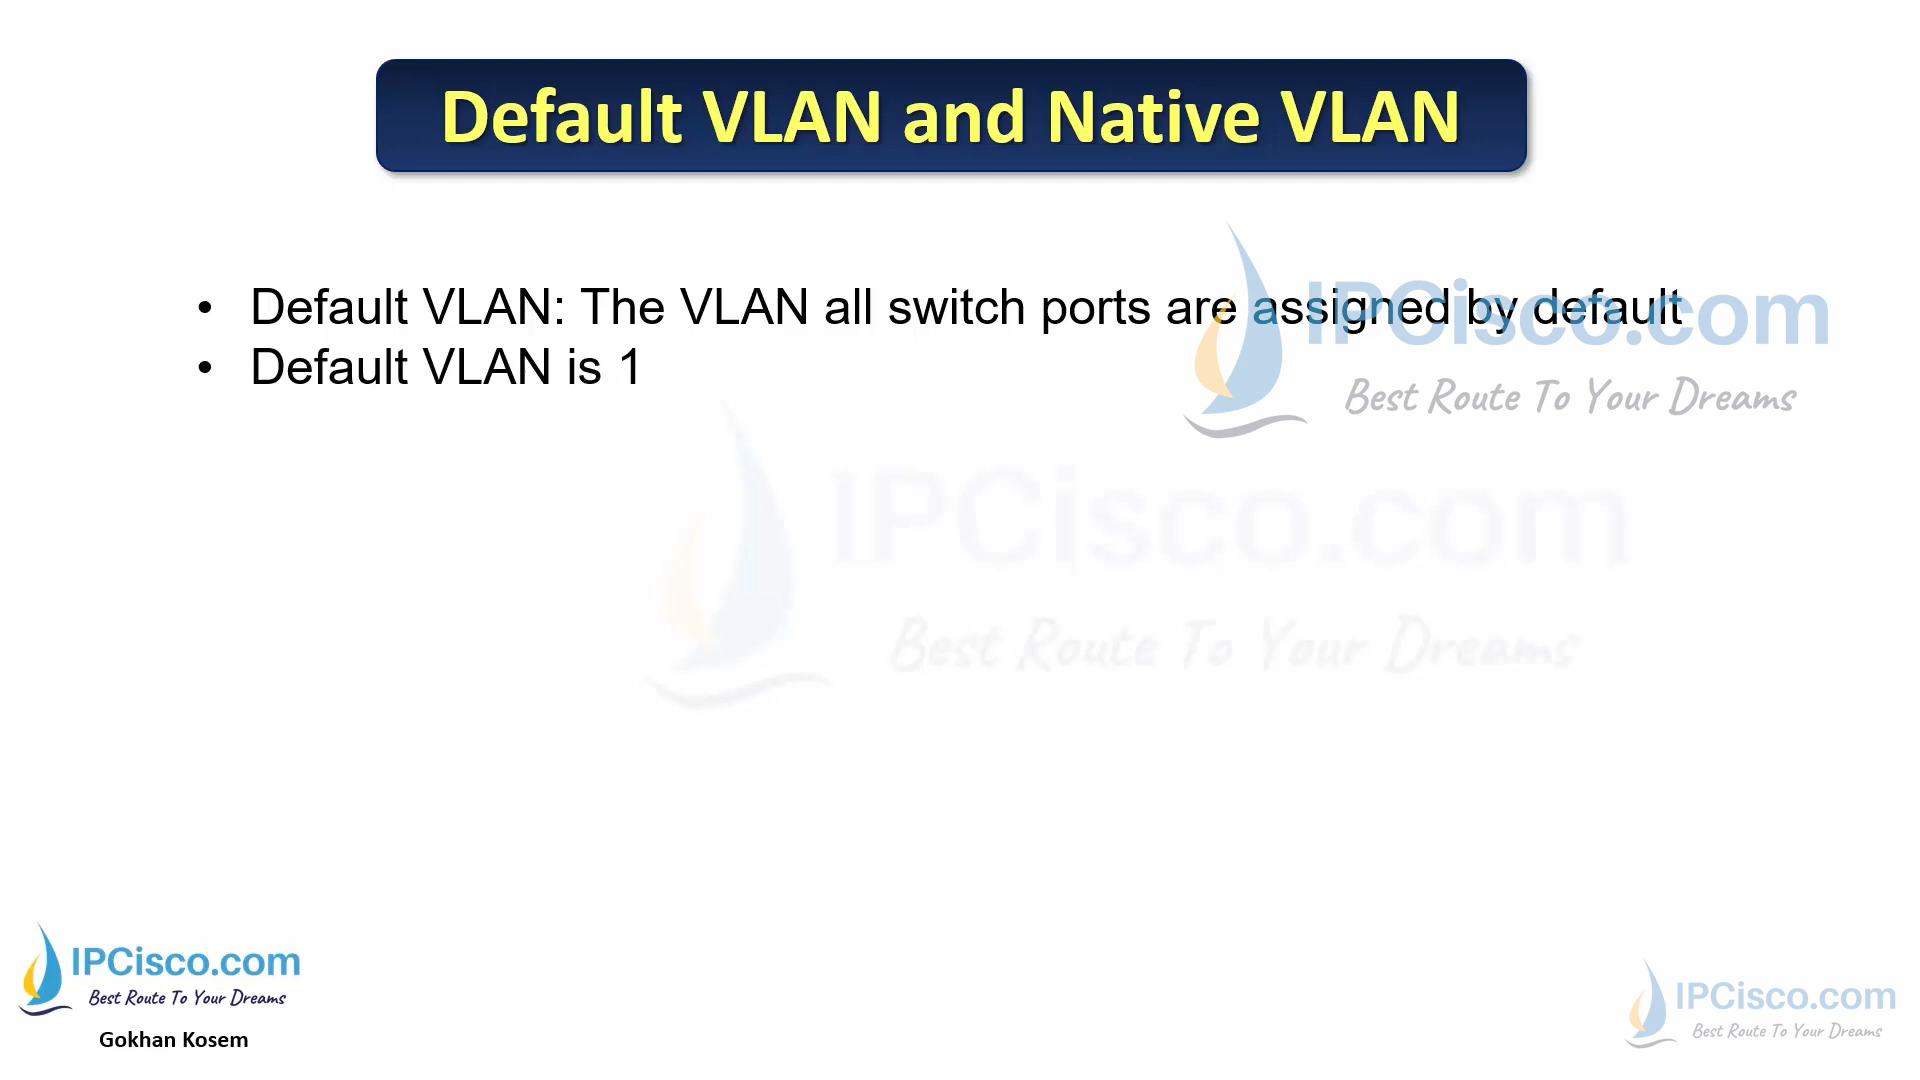 Default VLAN and Native VLAN
• Default VLAN: The VLAN all switch ports are assigned by default
• Default VLAN is 1
IPCisco.com
Best Route To Your Dreams
IPCisco.com
Best Route To Your Dreams
IPCisco.com
Best Route To Your Dreams
Gokhan Kosem
IPCisco.com
Best Route To Your Dreams